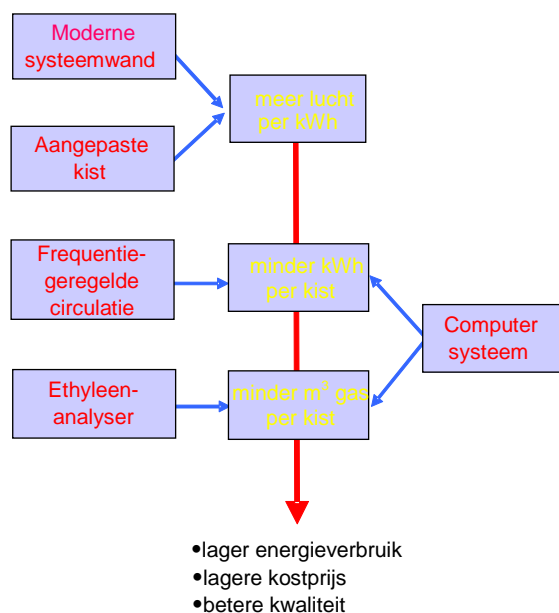 Moderne
systeemwand
meer lucht
per kWh
Aangepaste
kist
Frequentie-
geregelde
circulatie
minder kWh
per kist
Computer
systeem
Ethyleen-
analyser
minder m³ gas
per kist
•lager energieverbruik
•lagere kostprijs
•betere kwaliteit